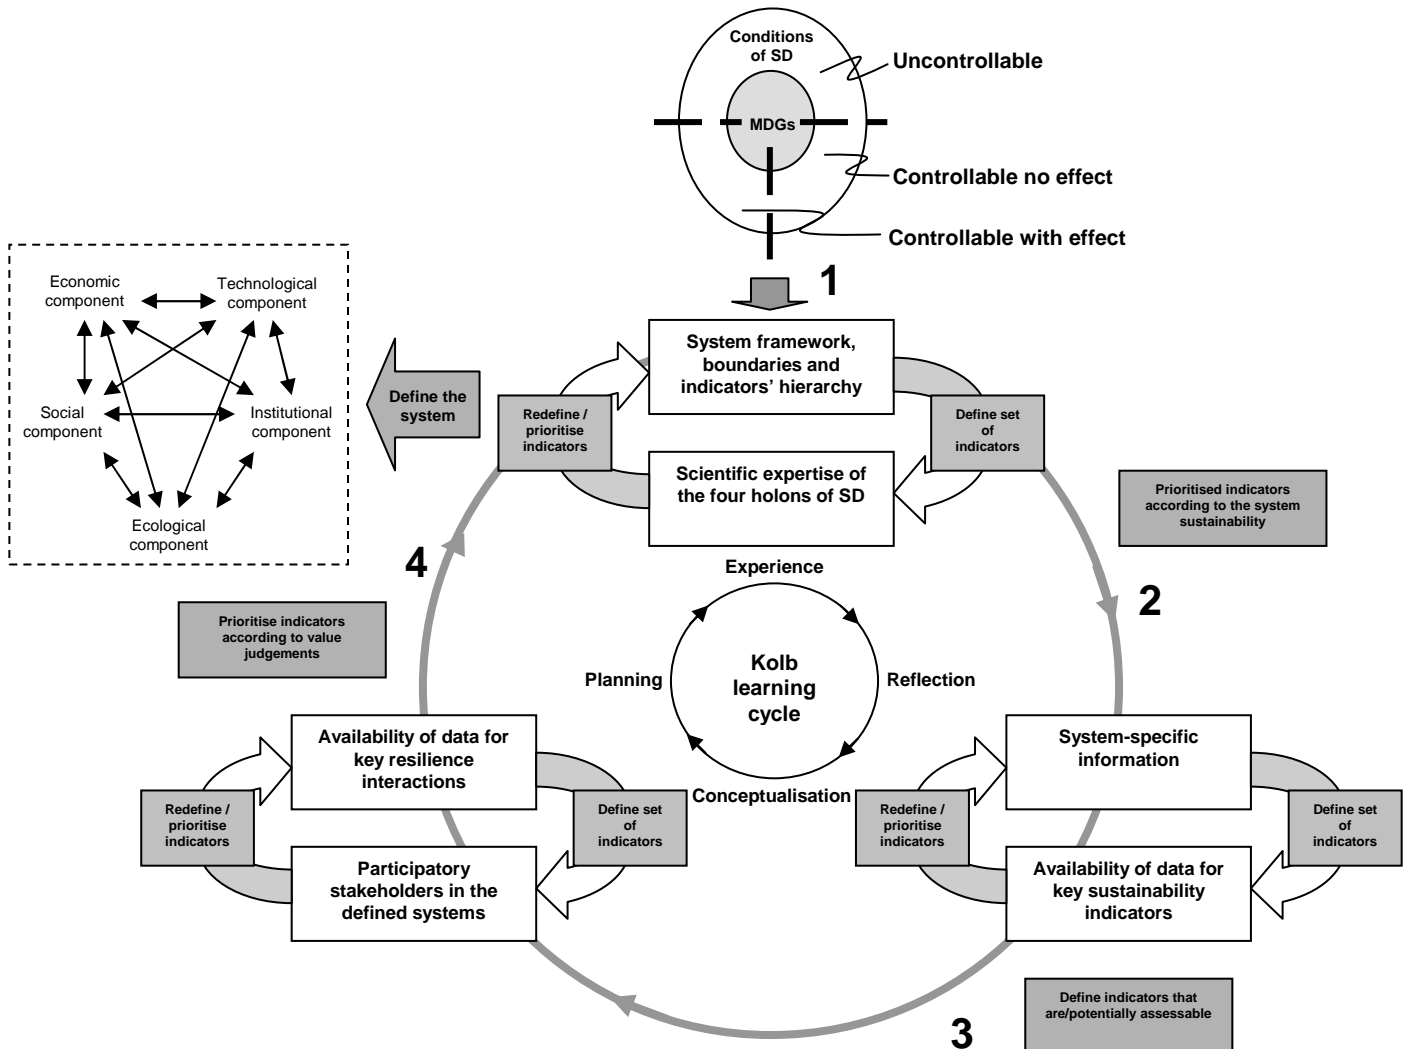 Conditions
of SD
Uncontrollable
MDGs
Controllable no effect
Controllable with effect
1
Economic
component
Technological
component
Social
component
Institutional
component
Ecological
component
Define the
system
System framework,
boundaries and
indicators’ hierarchy
Redefine /
prioritise
indicators
Define set
of
indicators
Scientific expertise of
the four holons of SD
Prioritised indicators
according to the system
sustainability
4
2
Experience
Prioritise indicators
according to value
judgements
Kolb
learning
cycle
Planning
Reflection
Conceptualisation
Availability of data for
key resilience
interactions
Redefine /
prioritise
indicators
Define set
of
indicators
Participatory
stakeholders in the
defined systems
System-specific
information
Redefine /
prioritise
indicators
Define set
of
indicators
Availability of data for
key sustainability
indicators
3
Define indicators that
are/potentially assessable